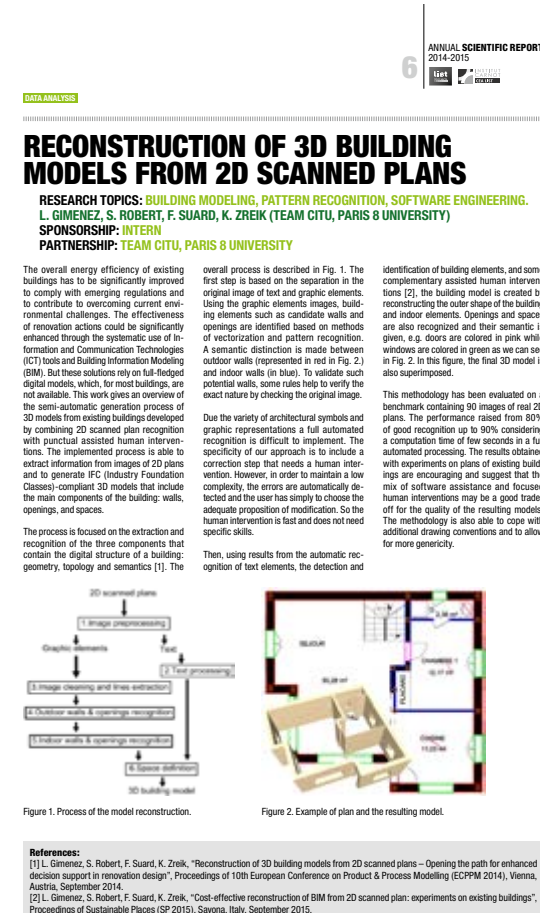 6
ANNUAL SCIENTIFIC REPORT
2014-2015
list
INSTITUT
CARNOT
CEA LIST
DATA ANALYSIS
RECONSTRUCTION OF 3D BUILDING
MODELS FROM 2D SCANNED PLANS
RESEARCH TOPICS: BUILDING MODELING, PATTERN RECOGNITION, SOFTWARE ENGINEERING.
L. GIMENEZ, S. ROBERT, F. SUARD, K. ZREIK (TEAM CITU, PARIS 8 UNIVERSITY)
SPONSORSHIP: INTERN
PARTNERSHIP: TEAM CITU, PARIS 8 UNIVERSITY
The overall energy efficiency of existing
buildings has to be significantly improved
to comply with emerging regulations and
to contribute to overcoming current envi-
ronmental challenges. The effectiveness
of renovation actions could be significantly
enhanced through the systematic use of In-
formation and Communication Technologies
(ICT) tools and Building Information Modeling
(BIM). But these solutions rely on full-fledged
digital models, which, for most buildings, are
not available. This work gives an overview of
the semi-automatic generation process of
3D models from existing buildings developed
by combining 2D scanned plan recognition
with punctual assisted human interven-
tions. The implemented process is able to
extract information from images of 2D plans
and to generate IFC (Industry Foundation
Classes)-compliant 3D models that include
the main components of the building: walls,
openings, and spaces.
The process is focused on the extraction and
recognition of the three components that
contain the digital structure of a building:
geometry, topology and semantics [1]. The
overall process is described in Fig. 1. The
first step is based on the separation in the
original image of text and graphic elements.
Using the graphic elements images, build-
ing elements such as candidate walls and
openings are identified based on methods
of vectorization and pattern recognition.
A semantic distinction is made between
outdoor walls (represented in red in Fig. 2.)
and indoor walls (in blue). To validate such
potential walls, some rules help to verify the
exact nature by checking the original image.
Due the variety of architectural symbols and
graphic representations a full automated
recognition is difficult to implement. The
specificity of our approach is to include a
correction step that needs a human inter-
vention. However, in order to maintain a low
complexity, the errors are automatically de-
tected and the user has simply to choose the
adequate proposition of modification. So the
human intervention is fast and does not need
specific skills.
Then, using results from the automatic rec-
ognition of text elements, the detection and
identification of building elements, and some
complementary assisted human interven-
tions [2], the building model is created b
reconstructing the outer shape of the building
and indoor elements. Openings and space
are also recognized and their semantic i
given, e.g. doors are colored in pink while
windows are colored in green as we can see
in Fig. 2. In this figure, the final 3D model i
also superimposed.
This methodology has been evaluated on
benchmark containing 90 images of real 2D
plans. The performance raised from 80%
of good recognition up to 90% considering
a computation time of few seconds in a fu
automated processing. The results obtained
with experiments on plans of existing build
ings are encouraging and suggest that the
mix of software assistance and focused
human interventions may be a good trade
off for the quality of the resulting models.
The methodology is also able to cope with
additional drawing conventions and to allow
for more genericity.
2D scanned plans
1.Image preprocessing
Graphic elements
Text
2.Text processing
3.Image cleaning and lines extraction
4.Outdoor walls & openings recognition
5.Indoor walls & openings recognition
6.Space definition
3D building model
SEJOUR
PLACARD
CHAMBRE 1
CUISINE
Figure 1. Process of the model reconstruction.
Figure 2. Example of plan and the resulting model.
References:
[1] L. Gimenez, S. Robert, F. Suard, K. Zreik, “Reconstruction of 3D building models from 2D scanned plans – Opening the path for enhanced
decision support in renovation design”, Proceedings of 10th European Conference on Product & Process Modelling (ECPPM 2014), Vienna,
Austria, September 2014.
[2] L. Gimenez, S. Robert, F. Suard, K. Zreik, “Cost-effective reconstruction of BIM from 2D scanned plan: experiments on existing buildings”,
Proceedings of Sustainable Places (SP 2015), Savona, Italy, September 2015.